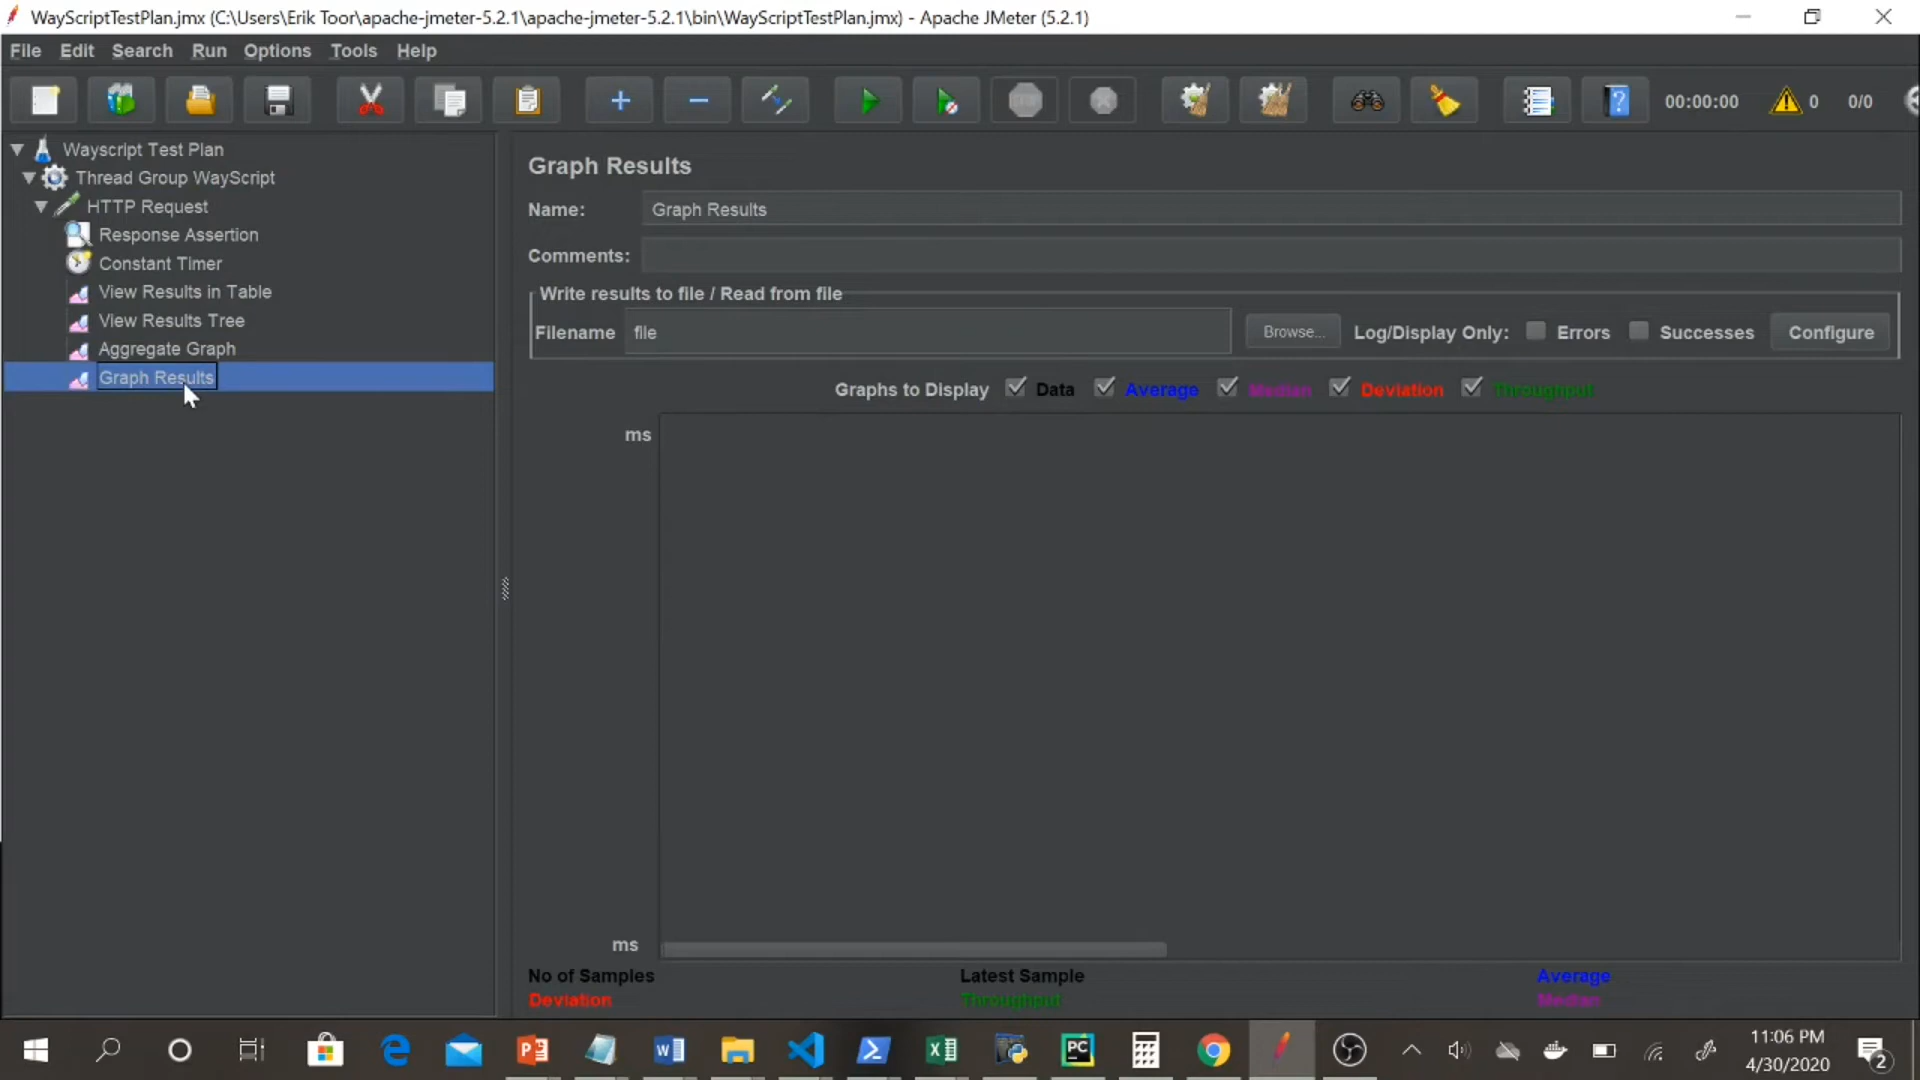 WayScriptTestPlan.jmx (C:\Users\Erik Toor\apache-jmeter-5.2.1\apache-jmeter-5.2.1\bin\WayScriptTestPlan.jmx) - Apache JMeter (5.2.1)
File Edit Search Run Options Tools Help
STOP
00:00:00 0 0/0
Wayscript Test Plan
Thread Group WayScript
HTTP Request
Response Assertion
Constant Timer
View Results in Table
View Results Tree
Aggregate Graph
Graph Results
Graph Results
Name: Graph Results
Comments:
Write results to file / Read from file
Filename file Browse... Log/Display Only: Errors Successes Configure
Graphs to Display Data Average Median Deviation Throughput
ms
ms
No of Samples Latest Sample Average
Deviation Throughput Median
11:06 PM
4/30/2020
2